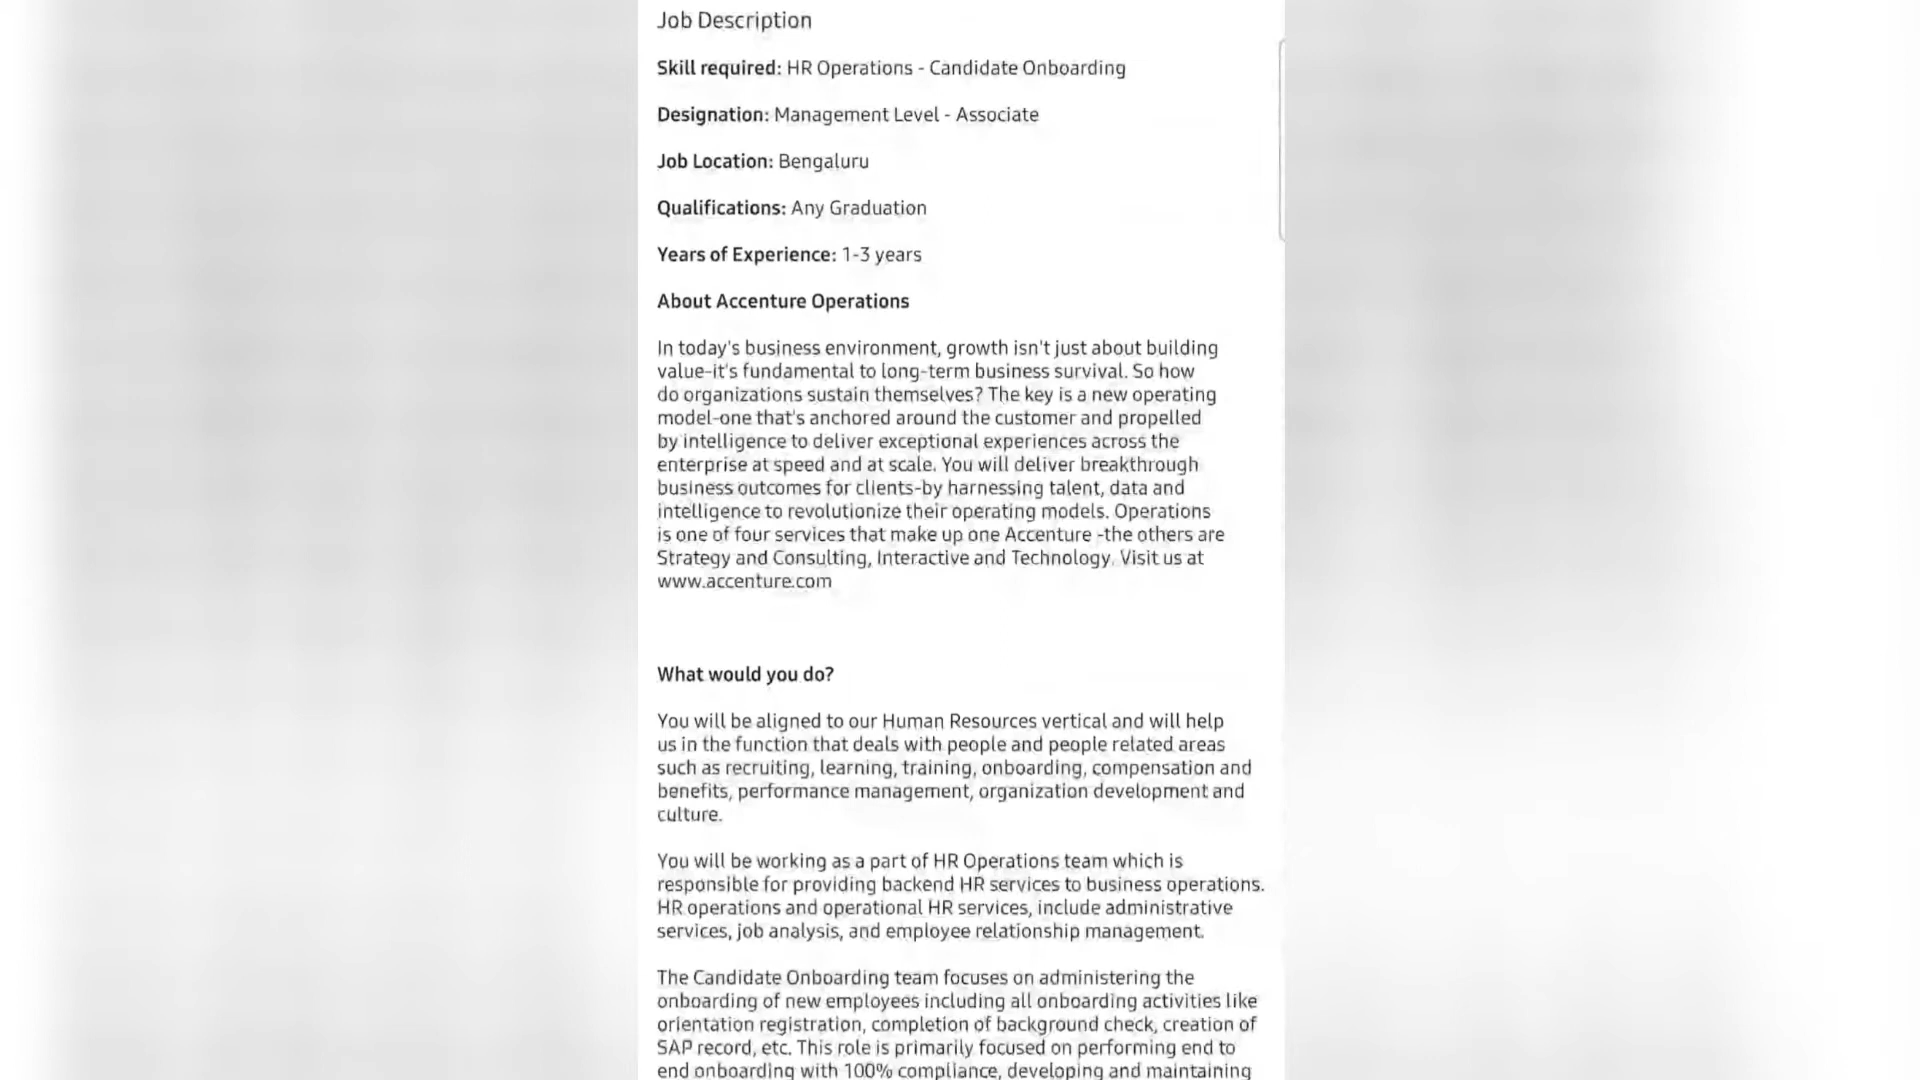 Job Description
Skill required: HR Operations - Candidate Onboarding
Designation: Management Level - Associate
Job Location: Bengaluru
Qualifications: Any Graduation
Years of Experience: 1-3 years
About Accenture Operations
In today's business environment, growth isn't just about building
value-it's fundamental to long-term business survival. So how
do organizations sustain themselves? The key is a new operating
model-one that's anchored around the customer and propelled
by intelligence to deliver exceptional experiences across the
enterprise at speed and at scale. You will deliver breakthrough
business outcomes for clients-by harnessing talent, data and
intelligence to revolutionize their operating models. Operations
is one of four services that make up one Accenture -the others are
Strategy and Consulting, Interactive and Technology. Visit us at
www.accenture.com
What would you do?
You will be aligned to our Human Resources vertical and will help
us in the function that deals with people and people related areas
such as recruiting, learning, training, onboarding, compensation and
benefits, performance management, organization development and
culture.
You will be working as a part of HR Operations team which is
responsible for providing backend HR services to business operations.
HR operations and operational HR services, include administrative
services, job analysis, and employee relationship management.
The Candidate Onboarding team focuses on administering the
onboarding of new employees including all onboarding activities like
orientation registration, completion of background check, creation of
SAP record, etc. This role is primarily focused on performing end to
end onboarding with 100% compliance, developing and maintaining